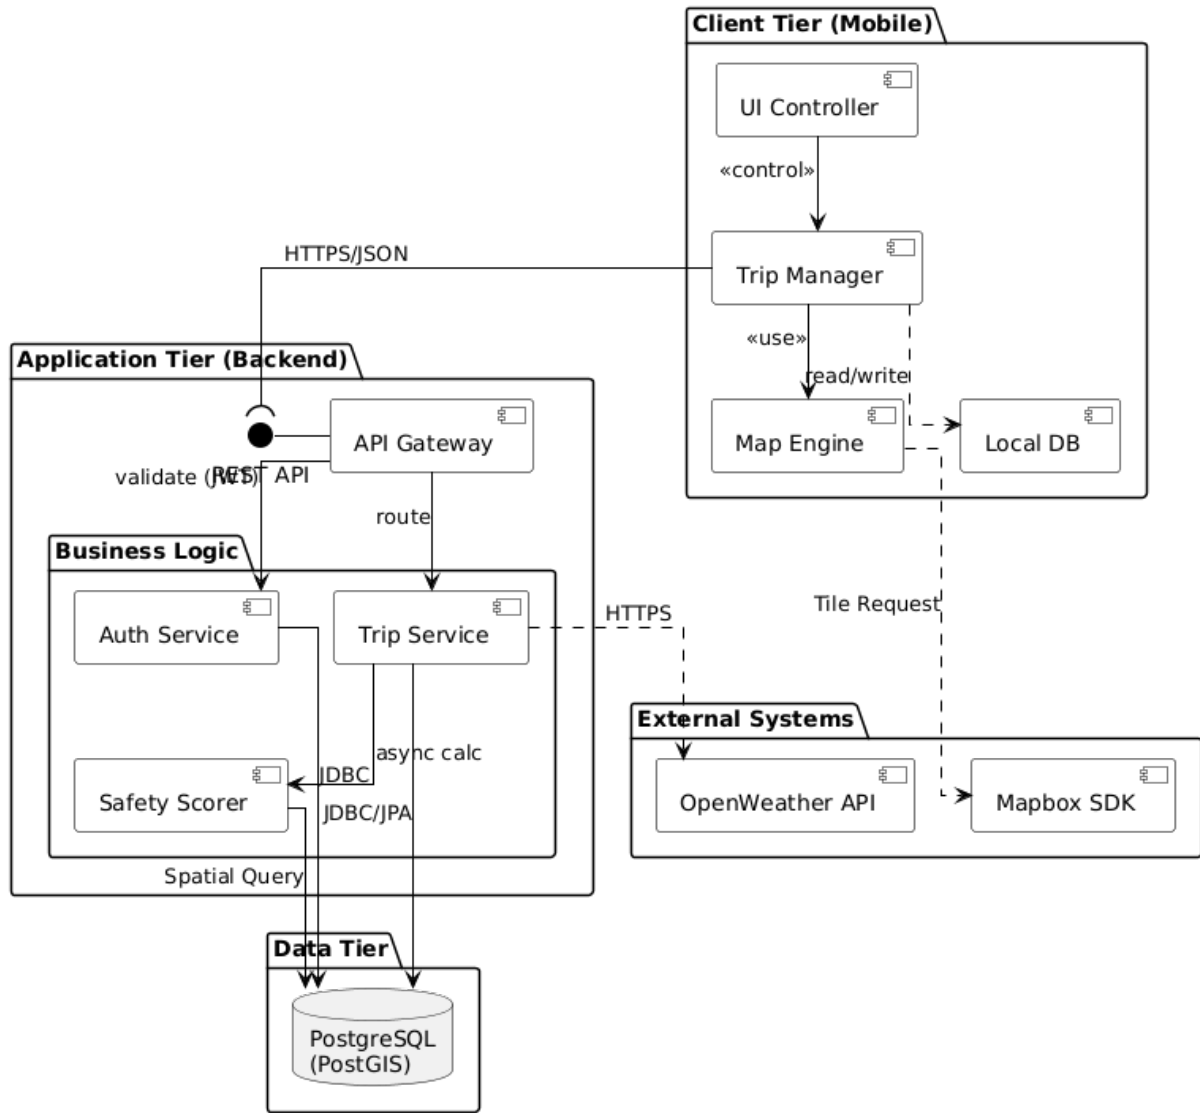 Client Tier (Mobile)
UI Controller
«control»
Trip Manager
HTTPS/JSON
«use»
read/write
Map Engine
Local DB
Application Tier (Backend)
API Gateway
validate (JWT)
REST API
route
Business Logic
Auth Service
Trip Service
HTTPS
Tile Request
External Systems
OpenWeather API
Mapbox SDK
async calc
JDBC
Safety Scorer
JDBC/JPA
Spatial Query
Data Tier
PostgreSQL
(PostGIS)